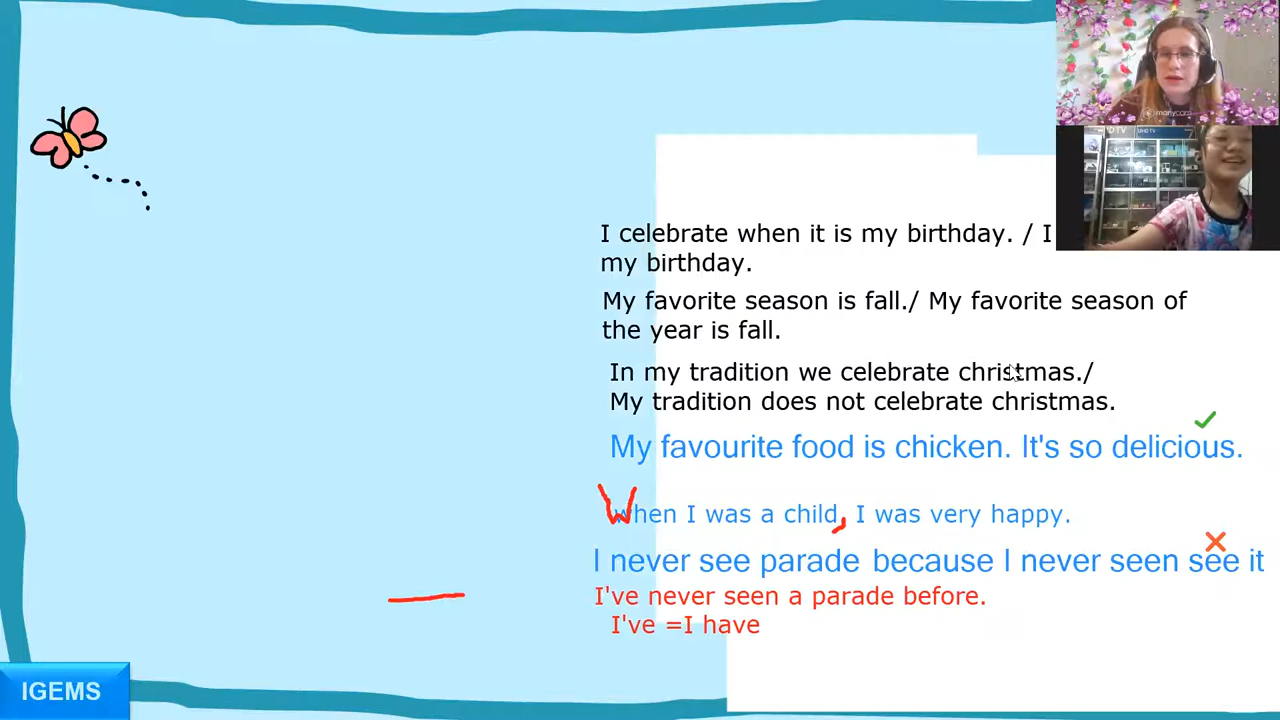 manycam
UHD TV
I celebrate when it is my birthday. / I
my birthday.
My favorite season is fall./ My favorite season of
the year is fall.
In my tradition we celebrate christmas./
My tradition does not celebrate christmas.
My favourite food is chicken. It's so delicious.
When I was a child, I was very happy.
I never see parade because I never seen see it
I've never seen a parade before.
I've =I have
IGEMS